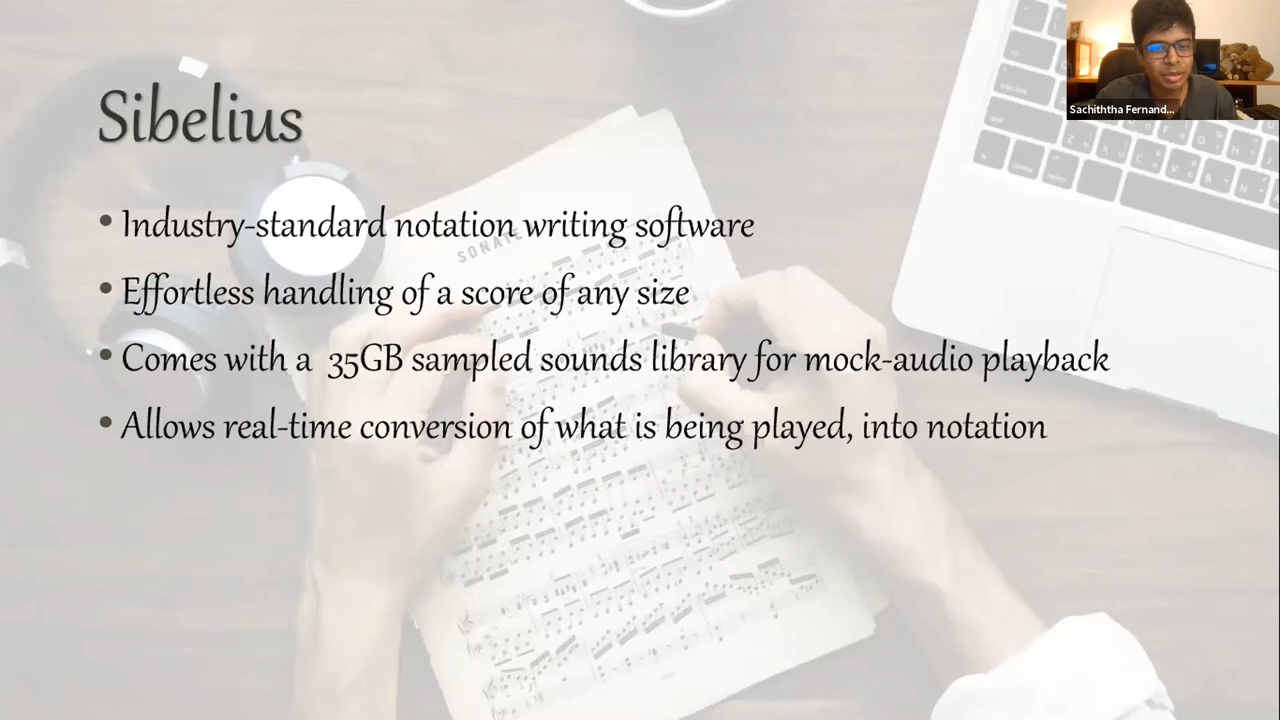 Sibelius
Sachiththa Fernand...
• Industry-standard notation writing software
SONATE
• Effortless handling of a score of any size
• Comes with a 35GB sampled sounds library for mock-audio playback
• Allows real-time conversion of what is being played, into notation